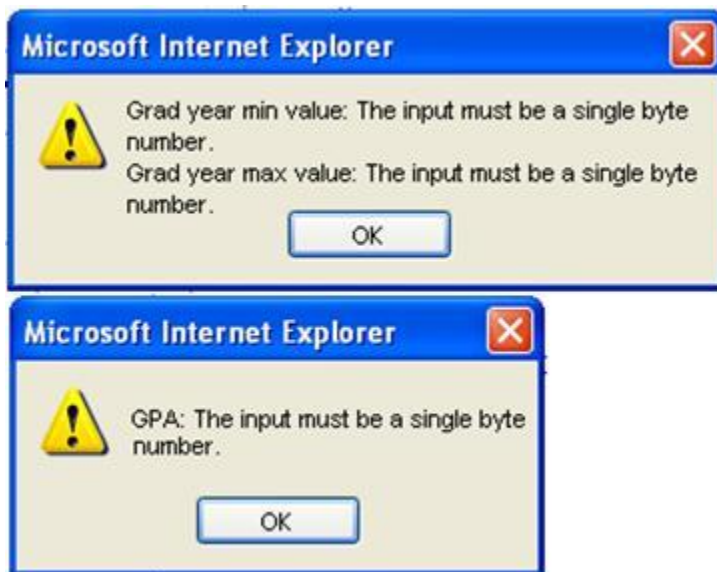 Microsoft Internet Explorer
Grad year min value: The input must be a single byte
number.
Grad year max value: The input must be a single byte
number.
OK
Microsoft Internet Explorer
GPA: The input must be a single byte
number.
OK